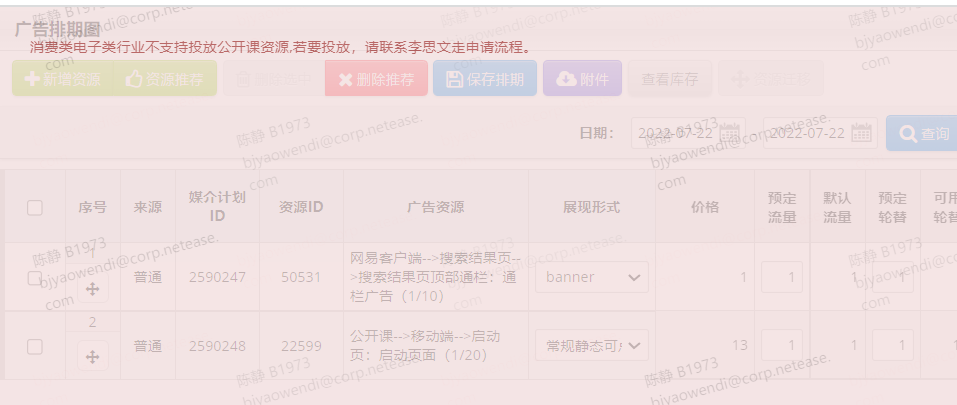 广告排期图
消费类电子类行业不支持投放公开课资源,若要投放，请联系李思文走申请流程。
新增资源 资源推荐 删除推荐 保存排期 附件 查看库存
日期： 2022-07-22 - 2022-07-22 查询
序号 来源 媒介计划ID 资源ID 广告资源 展现形式 价格 预定流量 默认流量 预定轮替 可用轮替
1 普通 2590247 50531 网易客户端-->搜索结果页-->搜索结果页顶部通栏：通栏广告（1/10） banner 1 1 1 1
2 普通 2590248 22599 公开课-->移动端-->启动页：启动页面（1/20） 常规静态可 13 1 1 1 1
陈静 B1973
bjyaowendi@corp.netease.
com